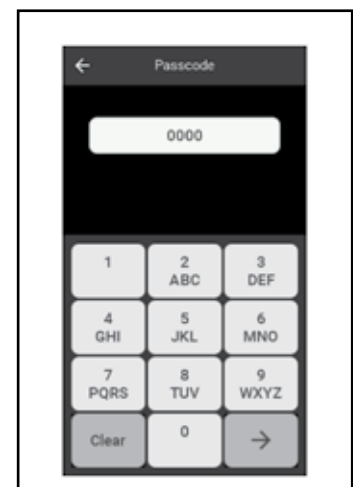 Passcode
0000
1 2 3
ABC DEF
4 5 6
GHI JKL MNO
7 8 9
PQRS TUV WXYZ
Clear 0